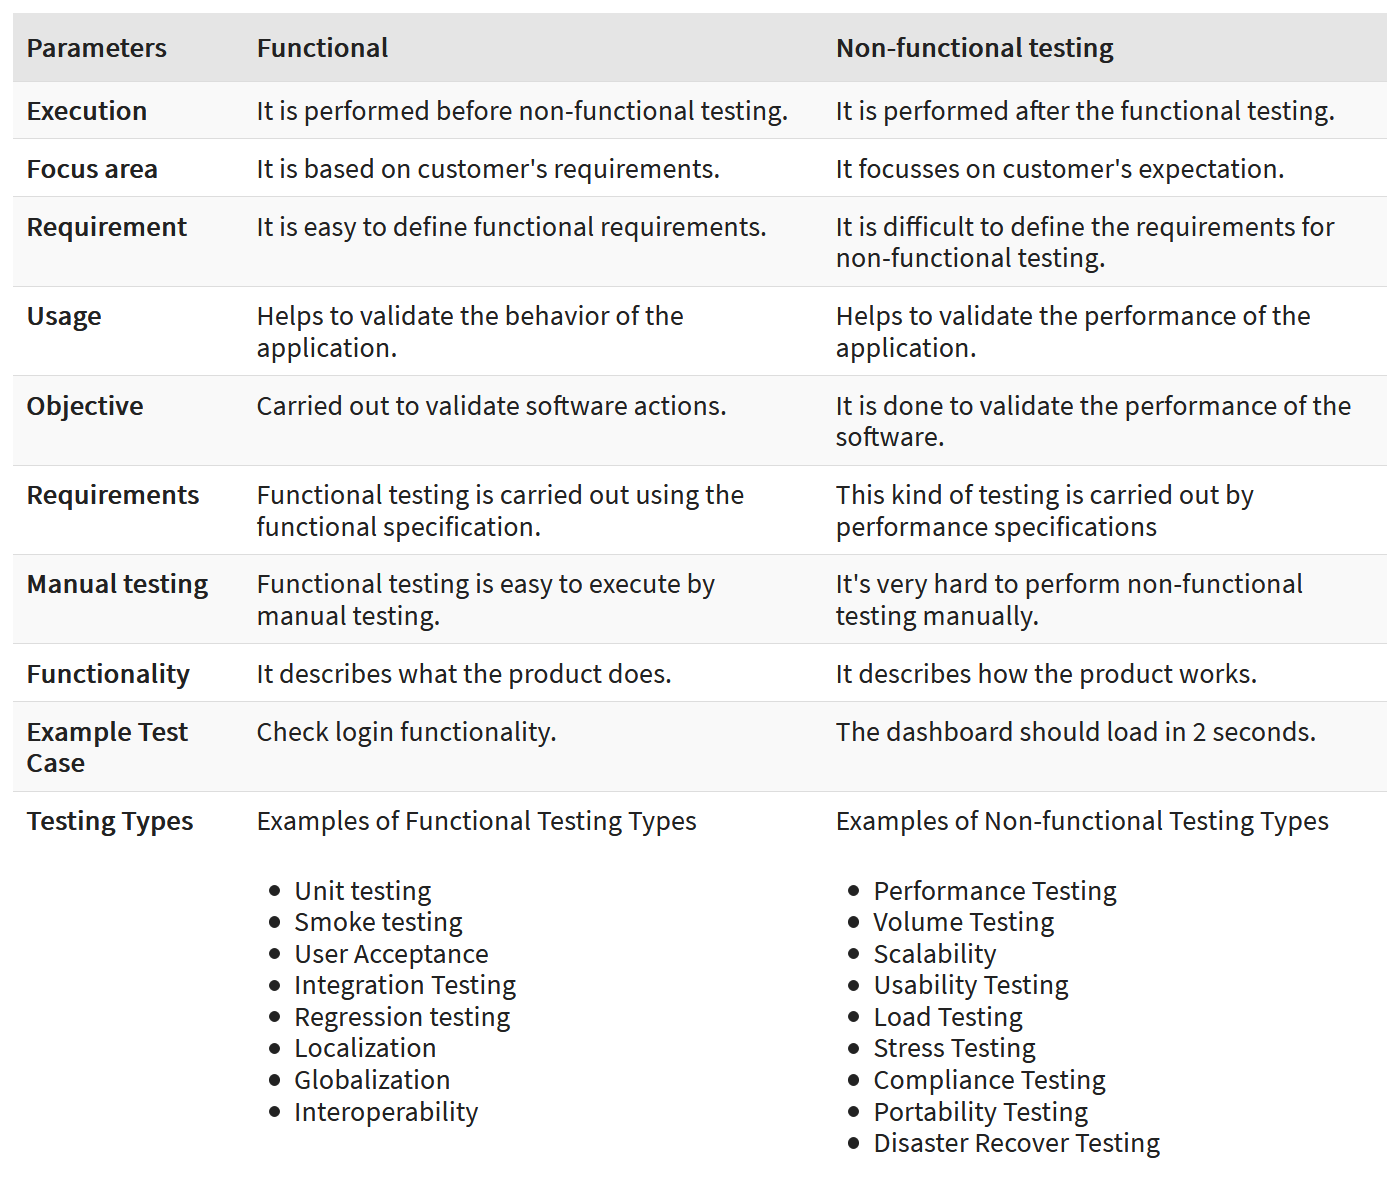 Parameters Functional Non-functional testing
Execution It is performed before non-functional testing. It is performed after the functional testing.
Focus area It is based on customer's requirements. It focusses on customer's expectation.
Requirement It is easy to define functional requirements. It is difficult to define the requirements for
non-functional testing.
Usage Helps to validate the behavior of the Helps to validate the performance of the
application. application.
Objective Carried out to validate software actions. It is done to validate the performance of the
software.
Requirements Functional testing is carried out using the This kind of testing is carried out by
functional specification. performance specifications
Manual testing Functional testing is easy to execute by It's very hard to perform non-functional
manual testing. testing manually.
Functionality It describes what the product does. It describes how the product works.
Example Test Check login functionality. The dashboard should load in 2 seconds.
Case
Testing Types Examples of Functional Testing Types Examples of Non-functional Testing Types
• Unit testing • Performance Testing
• Smoke testing • Volume Testing
• User Acceptance • Scalability
• Integration Testing • Usability Testing
• Regression testing • Load Testing
• Localization • Stress Testing
• Globalization • Compliance Testing
• Interoperability • Portability Testing
• Disaster Recover Testing